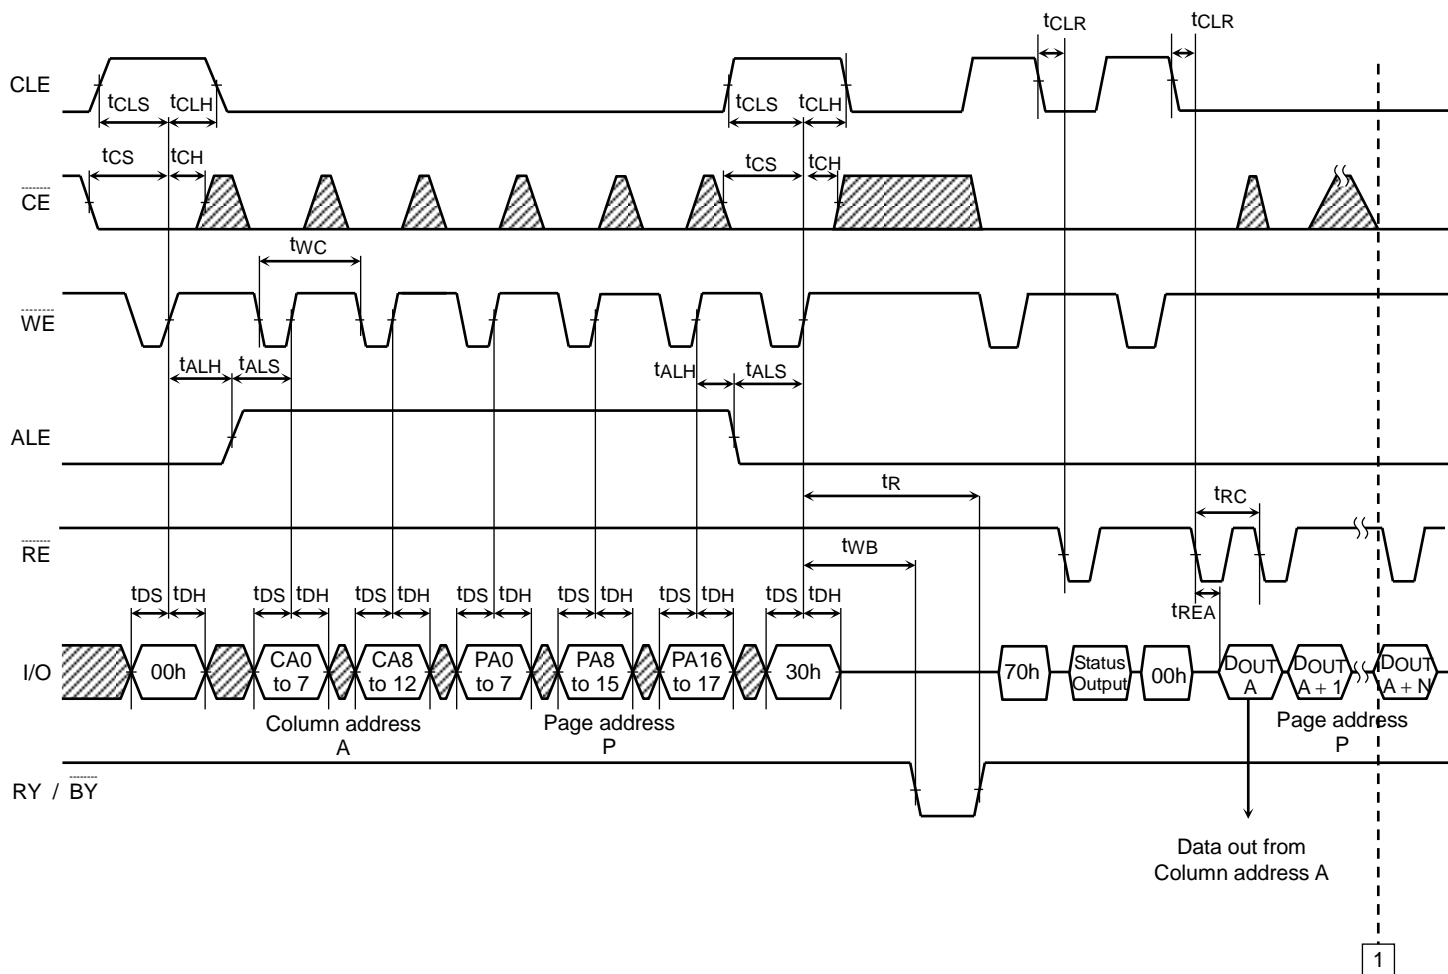 tCLR
tCLR
CLE
tCLS
tCLH
tCLS
tCLH
tCS
tCH
tCS
tCH
CE
tWC
WE
tALH
tALS
tALH
tALS
ALE
tR
tRC
RE
tWB
tDS
tDH
tDS
tDH
tDS
tDH
tDS
tDH
tDS
tDH
tDS
tDH
tDS
tDH
tREA
I/O
00h
CA0
to 7
CA8
to 12
PA0
to 7
PA8
to 15
PA16
to 17
30h
70h
Status
Output
00h
DOUT
A
DOUT
A + 1
DOUT
A + N
Column address
A
Page address
P
Page address
P
RY / BY
Data out from
Column address A
1